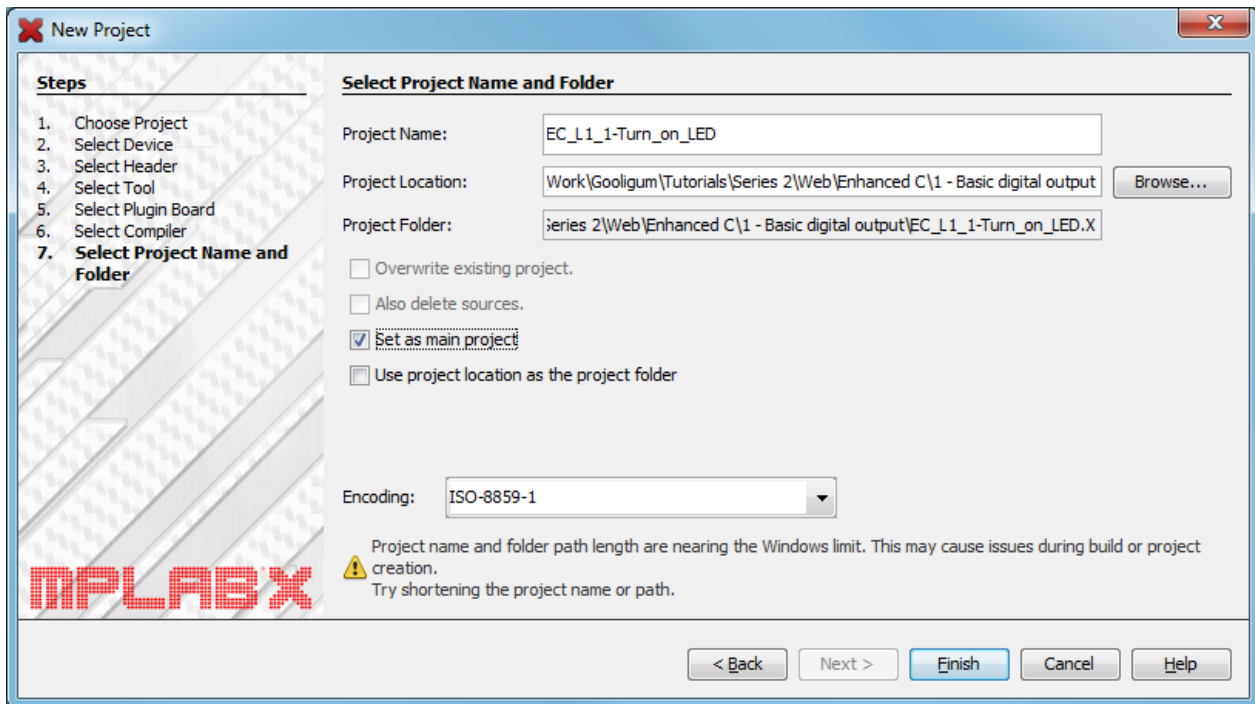 New Project
Steps
1. Choose Project
2. Select Device
3. Select Header
4. Select Tool
5. Select Plugin Board
6. Select Compiler
7. Select Project Name and
Folder
MPLAB X
Select Project Name and Folder
Project Name: EC_L1_1-Turn_on_LED
Project Location: Work\Gooligum\Tutorials\Series 2\Web\Enhanced C\1 - Basic digital output Browse...
Project Folder: Series 2\Web\Enhanced C\1 - Basic digital output\EC_L1_1-Turn_on_LED.X
Overwrite existing project.
Also delete sources.
Set as main project
Use project location as the project folder
Encoding: ISO-8859-1
Project name and folder path length are nearing the Windows limit. This may cause issues during build or project
creation.
Try shortening the project name or path.
< Back Next > Finish Cancel Help